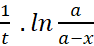 1/t . ln a/(a−x)